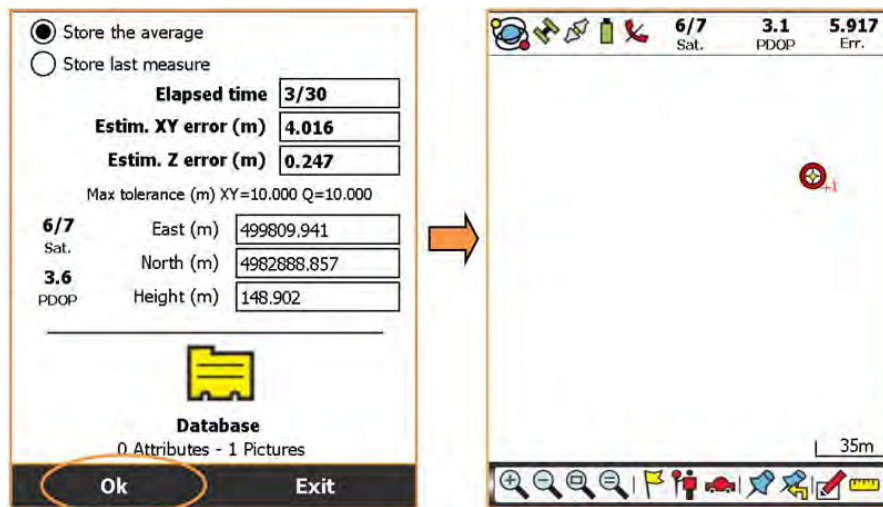 Store the average
Store last measure
Elapsed time 3/30
Estim. XY error (m) 4.016
Estim. Z error (m) 0.247
Max tolerance (m) XY=10.000 Q=10.000
6/7
Sat.
3.6
PDOP
East (m) 499809.941
North (m) 4982888.857
Height (m) 148.902
Database
0 Attributes - 1 Pictures
Ok Exit
6/7 3.1 5.917
Sat. PDOP Err.
+1
35m